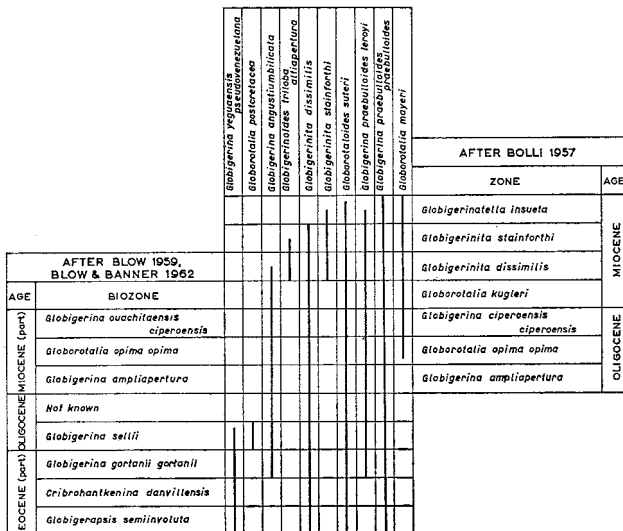 Globigerina yeguaensis
pseudovenezuelana
Globorotalia postcretacea
Globigerina angustiumbilicata
Globigerinoides triloba
altiapertura
Globigerinita dissimilis
Globigerinita stainforthi
Globorotaloides suteri
Globigerina praebulloides leroyi
Globigerina praebulloides
praebulloides
Globorotalia mayeri
AFTER BOLLI 1957
ZONE
AGE
Globigerinatella insueta
Globigerinita stainforthi
Globigerinita dissimilis
Globorotalia kugleri
Globigerina ciperoensis
ciperoensis
Globorotalia opima opima
Globigerina ampliapertura
MIOCENE
OLIGOCENE
AFTER BLOW 1959,
BLOW & BANNER 1962
AGE
BIOZONE
Globigerina ouachitaensis
ciperoensis
Globorotalia opima opima
Globigerina ampliapertura
Not known
Globigerina sellii
Globigerina gortanii gortanii
Cribrohantkenina danvillensis
Globigerapsis semiinvoluta
MIOCENE (part)
OLIGOCENE
EOCENE (part)